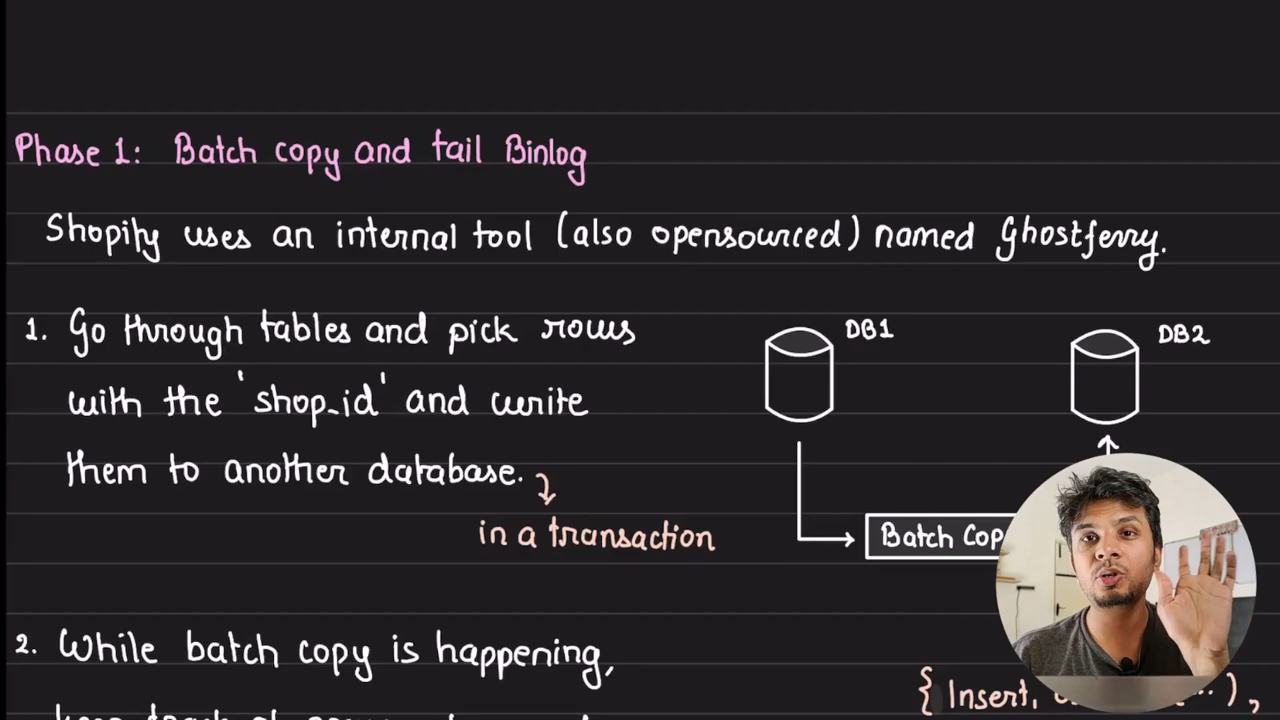 Phase 1: Batch copy and tail Binlog
Shopify uses an internal tool (also opensourced) named Ghostferry.
1. Go through tables and pick rows
with the 'shop_id' and write
them to another database.
in a transaction
DB1
DB2
Batch Cop
2. While batch copy is happening,
{ Insert,